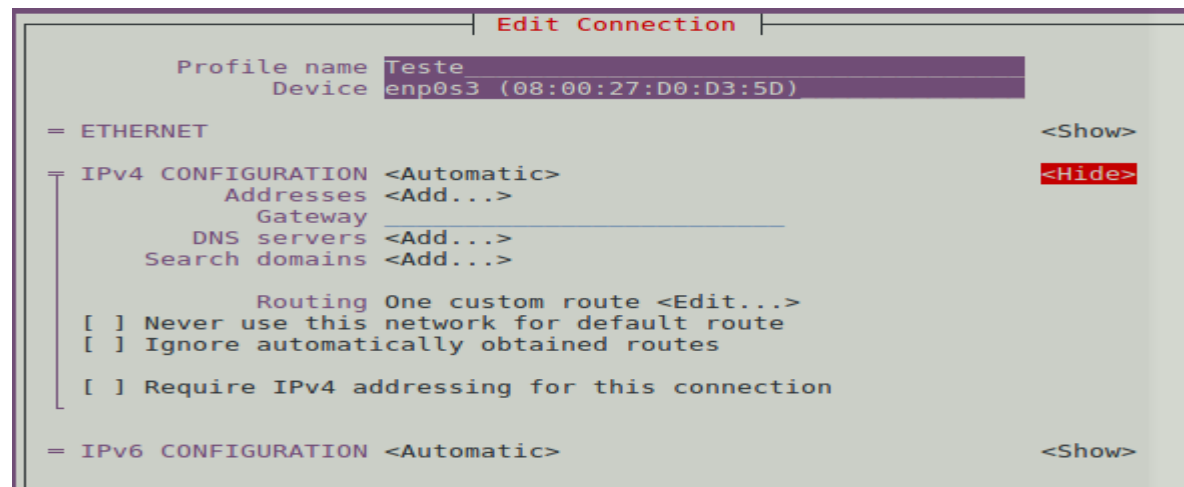 Edit Connection
Profile name Teste
Device enp0s3 (08:00:27:D0:D3:5D)
= ETHERNET <Show>
IPv4 CONFIGURATION <Automatic> <Hide>
Addresses <Add...>
Gateway
DNS servers <Add...>
Search domains <Add...>
Routing One custom route <Edit...>
[ ] Never use this network for default route
[ ] Ignore automatically obtained routes
[ ] Require IPv4 addressing for this connection
= IPv6 CONFIGURATION <Automatic> <Show>